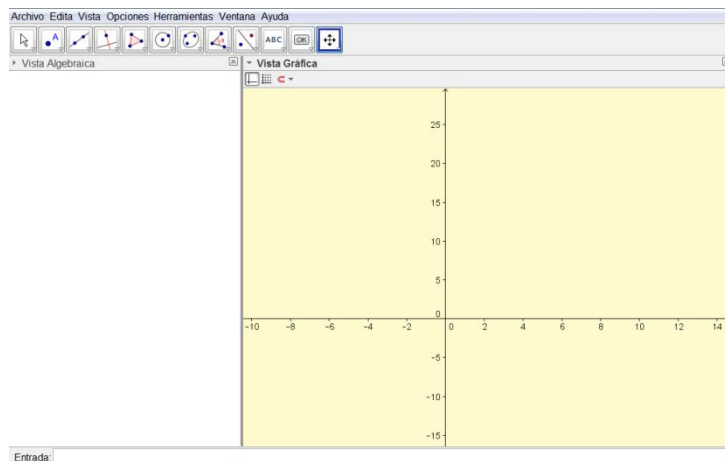 Archivo Edita Vista Opciones Herramientas Ventana Ayuda
A
ABC OK
Vista Algebraica
Vista Gráfica
25
20
15
10
5
0
-10 -8 -6 -4 -2 0 2 4 6 8 10 12 14
-5
-10
-15
Entrada: